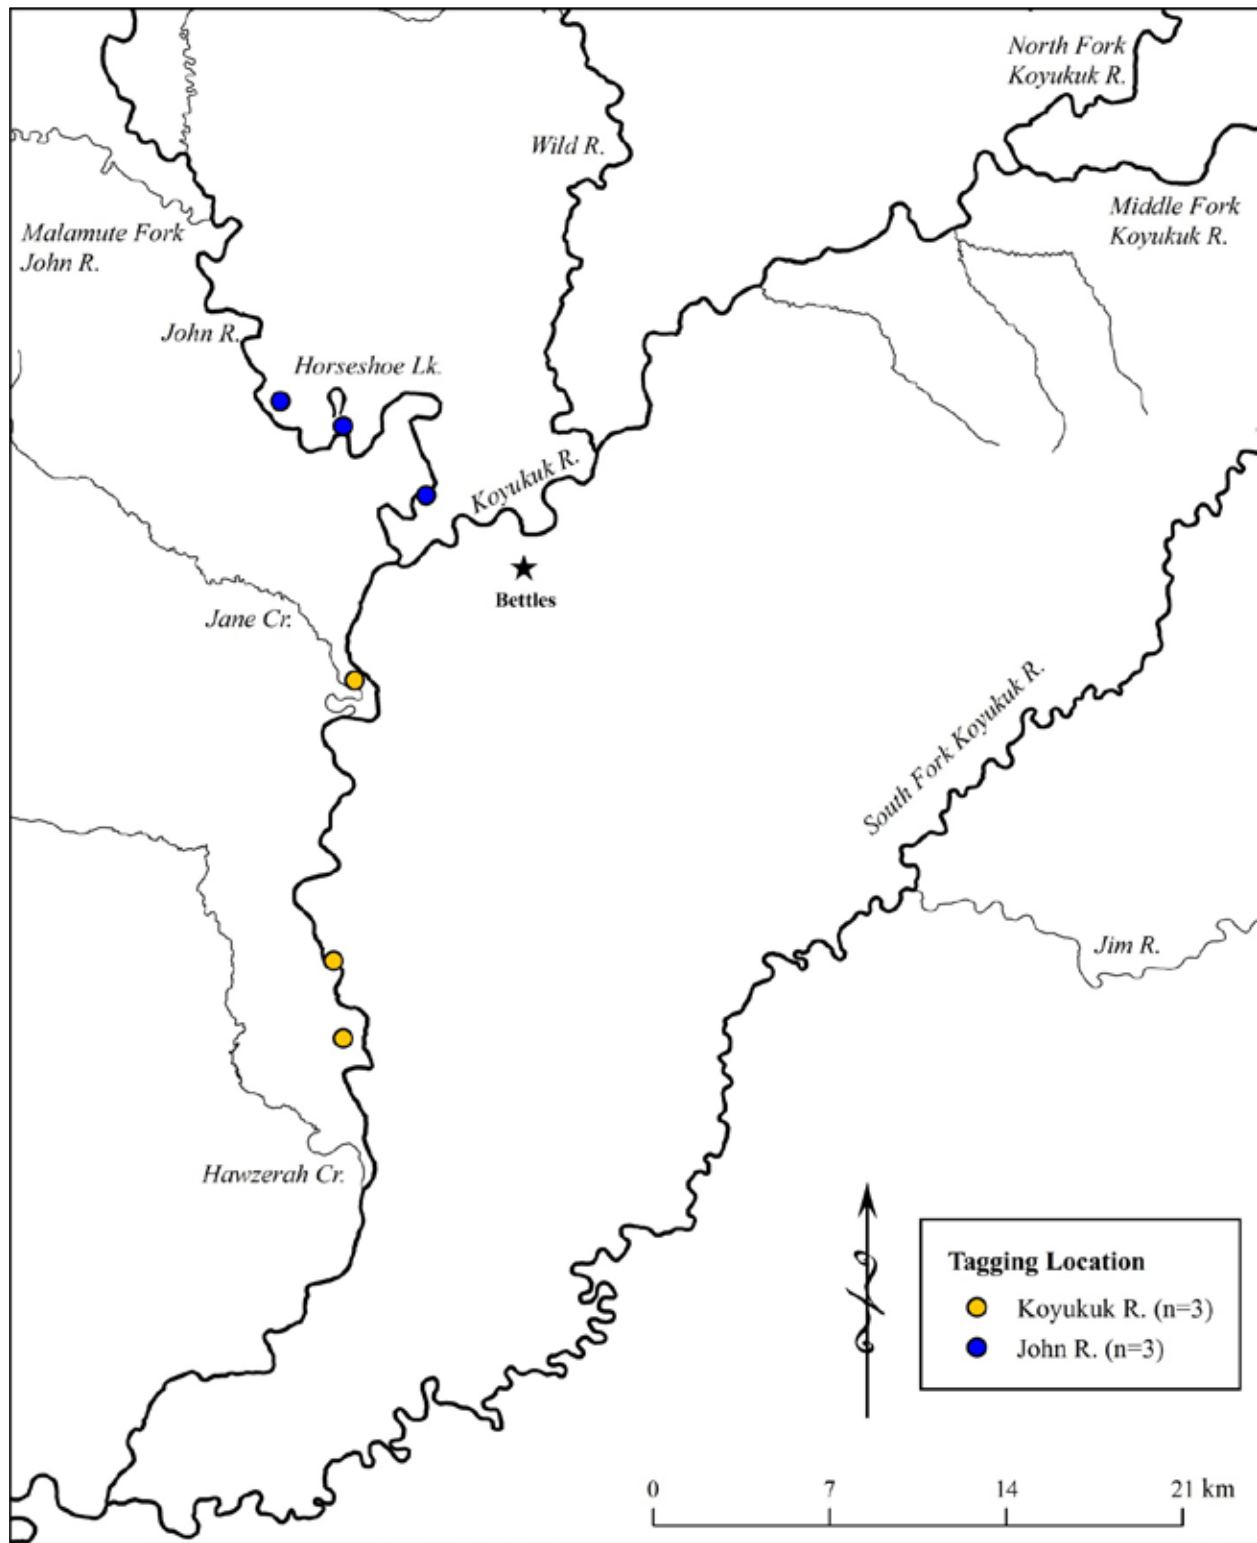 North Fork
Koyukuk R.
Wild R.
Middle Fork
Koyukuk R.
Malamute Fork
John R.
John R.
Horseshoe Lk.
Koyukuk R.
Bettles
Jane Cr.
South Fork Koyukuk R.
Jim R.
Hawzerah Cr.
Tagging Location
Koyukuk R. (n=3)
John R. (n=3)
0 7 14 21 km